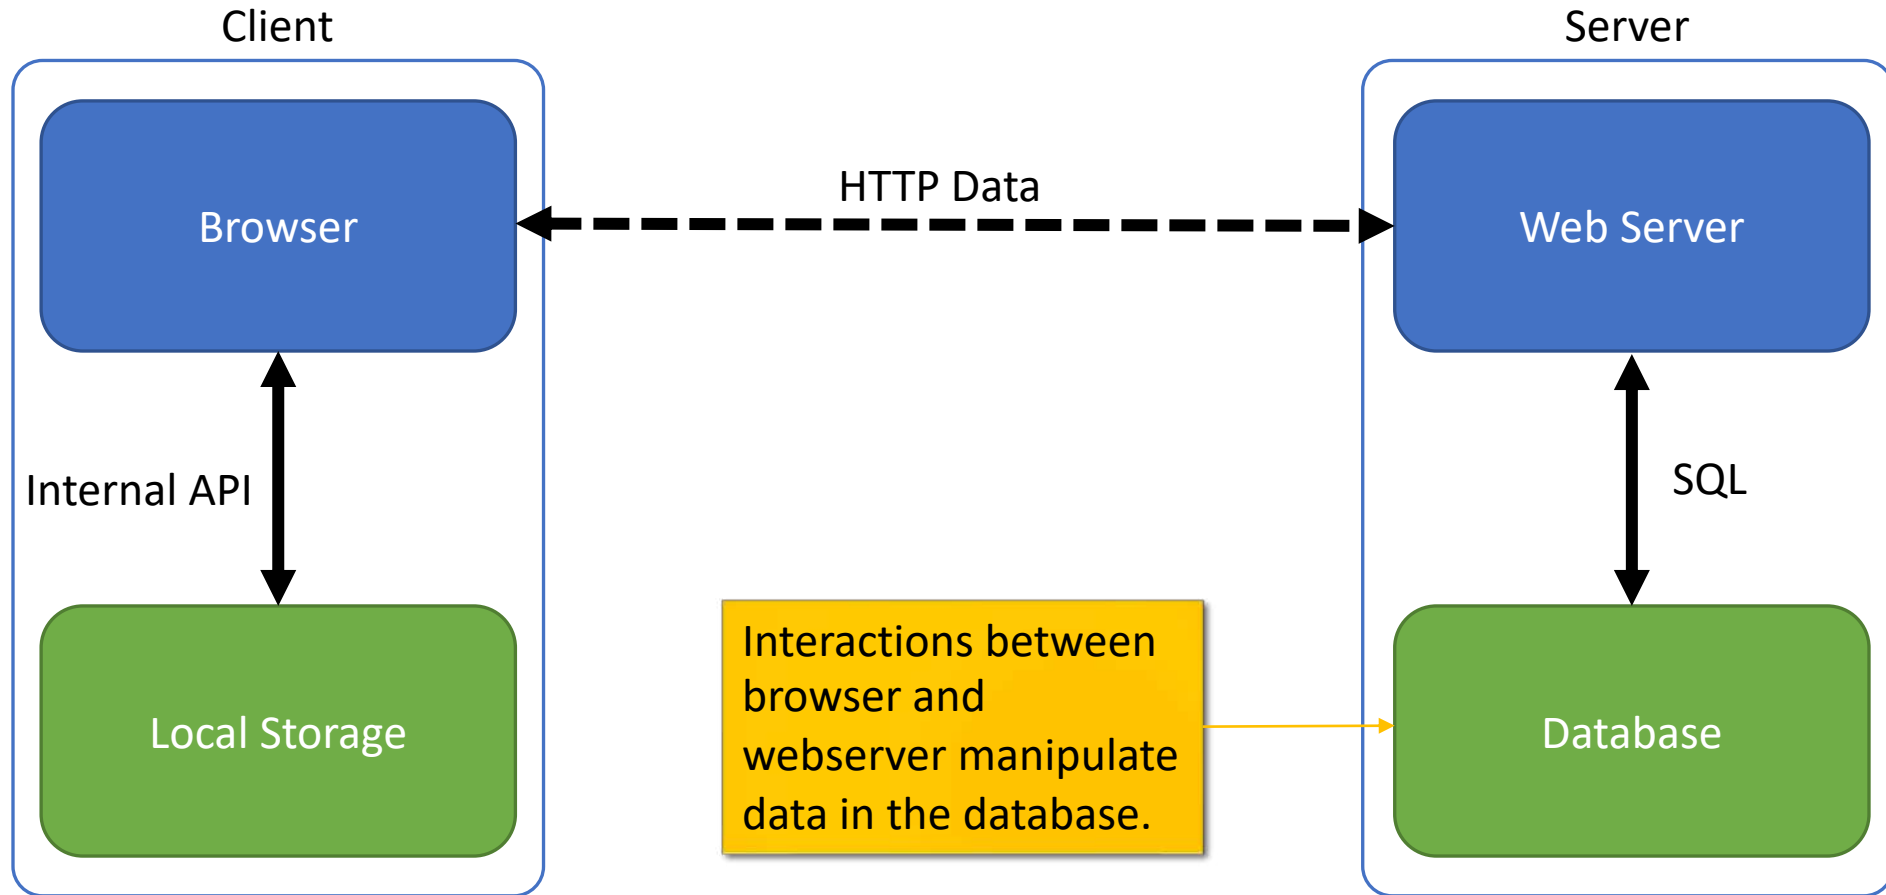 Client
Server
Browser
HTTP Data
Web Server
Internal API
SQL
Local Storage
Interactions between
browser and
webserver manipulate
data in the database.
Database